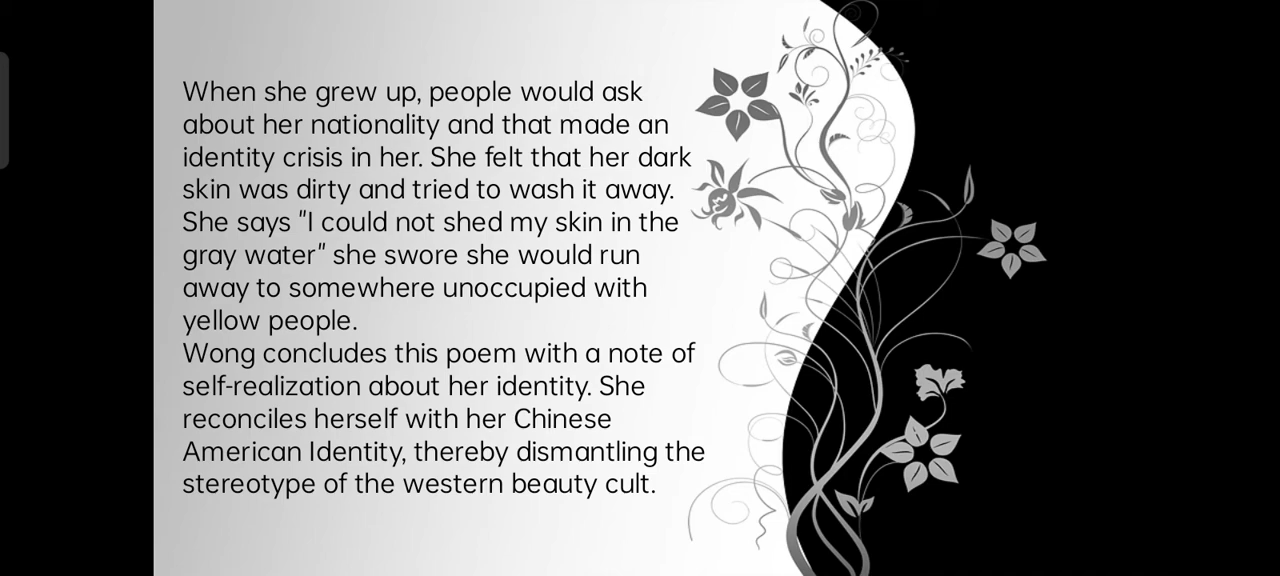 When she grew up, people would ask
about her nationality and that made an
identity crisis in her. She felt that her dark
skin was dirty and tried to wash it away.
She says "I could not shed my skin in the
gray water" she swore she would run
away to somewhere unoccupied with
yellow people.
Wong concludes this poem with a note of
self-realization about her identity. She
reconciles herself with her Chinese
American Identity, thereby dismantling the
stereotype of the western beauty cult.